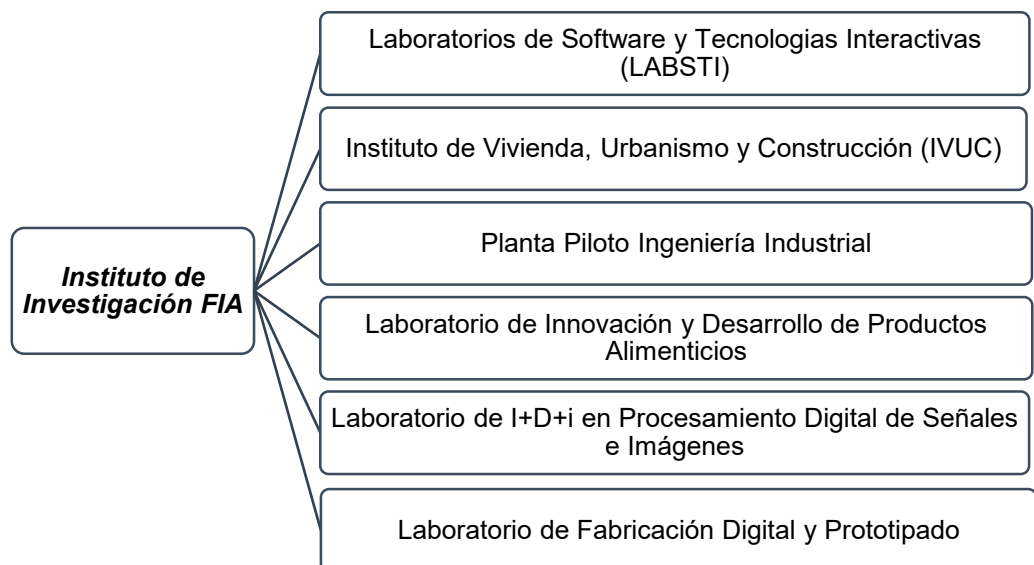 Laboratorios de Software y Tecnologias Interactivas
(LABSTI)
Instituto de Vivienda, Urbanismo y Construcción (IVUC)
Planta Piloto Ingeniería Industrial
Instituto de
Investigación FIA
Laboratorio de Innovación y Desarrollo de Productos
Alimenticios
Laboratorio de I+D+i en Procesamiento Digital de Señales
e Imágenes
Laboratorio de Fabricación Digital y Prototipado